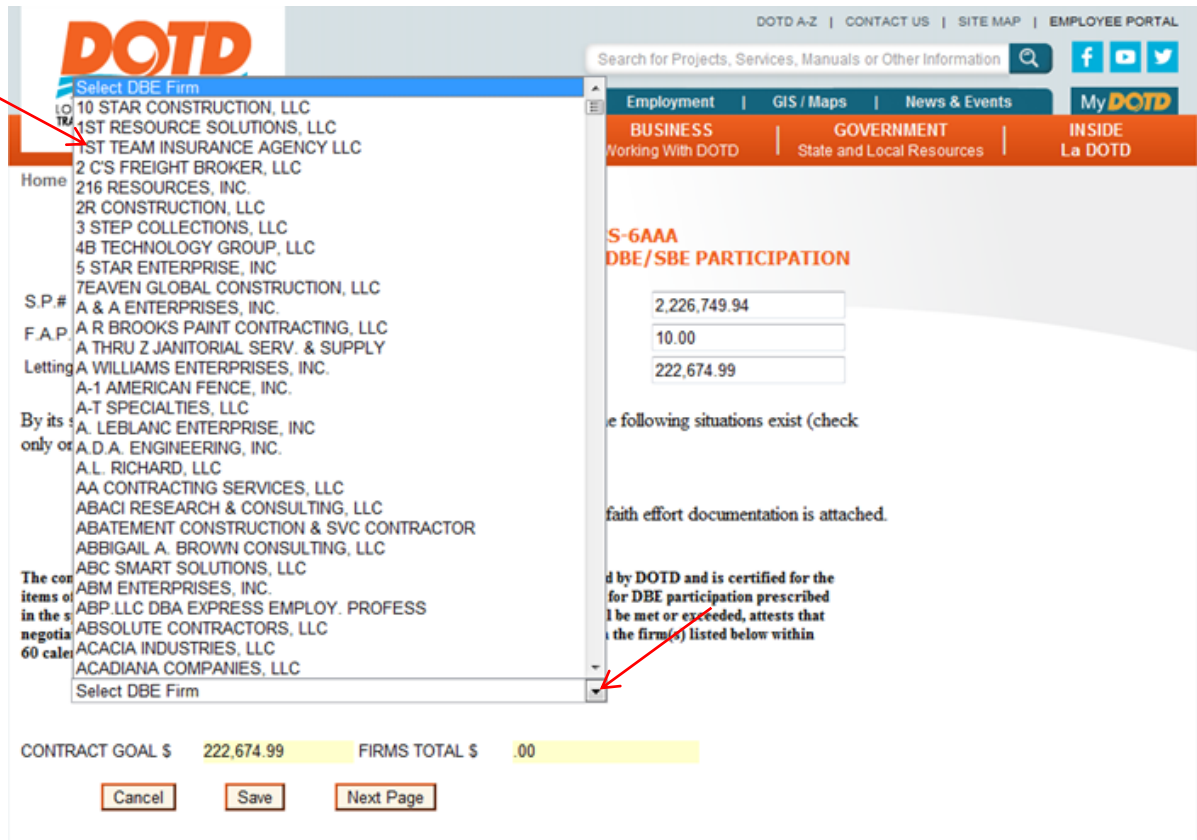 DOTD A-Z | CONTACT US | SITE MAP | EMPLOYEE PORTAL
DOTD
Search for Projects, Services, Manuals or Other Information
Employment | GIS / Maps | News & Events
My DOTD
LO
TRA
BUSINESS
Working With DOTD
GOVERNMENT
State and Local Resources
INSIDE
La DOTD
Home
Select DBE Firm
10 STAR CONSTRUCTION, LLC
1ST RESOURCE SOLUTIONS, LLC
1ST TEAM INSURANCE AGENCY LLC
2 C'S FREIGHT BROKER, LLC
216 RESOURCES, INC.
2R CONSTRUCTION, LLC
3 STEP COLLECTIONS, LLC
4B TECHNOLOGY GROUP, LLC
5 STAR ENTERPRISE, INC
7EAVEN GLOBAL CONSTRUCTION, LLC
A & A ENTERPRISES, INC.
A R BROOKS PAINT CONTRACTING, LLC
A THRU Z JANITORIAL SERV. & SUPPLY
A WILLIAMS ENTERPRISES, INC.
A-1 AMERICAN FENCE, INC.
A-T SPECIALTIES, LLC
A. LEBLANC ENTERPRISE, INC
A.D.A. ENGINEERING, INC.
A.L. RICHARD, LLC
AA CONTRACTING SERVICES, LLC
ABACI RESEARCH & CONSULTING, LLC
ABATEMENT CONSTRUCTION & SVC CONTRACTOR
ABBIGAIL A. BROWN CONSULTING, LLC
ABC SMART SOLUTIONS, LLC
ABM ENTERPRISES, INC.
ABP.LLC DBA EXPRESS EMPLOY. PROFESS
ABSOLUTE CONTRACTORS, LLC
ACACIA INDUSTRIES, LLC
ACADIANA COMPANIES, LLC
Select DBE Firm
S-6AAA
DBE/SBE PARTICIPATION
S.P.# 2,226,749.94
F.A.P. 10.00
Letting 222,674.99
By its
e following situations exist (check
only or
faith effort documentation is attached.
The con
d by DOTD and is certified for the
items of
for DBE participation prescribed
in the s
l be met or exceeded, attests that
negotia
the firm(s) listed below within
60 cale
CONTRACT GOAL $ 222,674.99 FIRMS TOTAL $ .00
Cancel Save Next Page